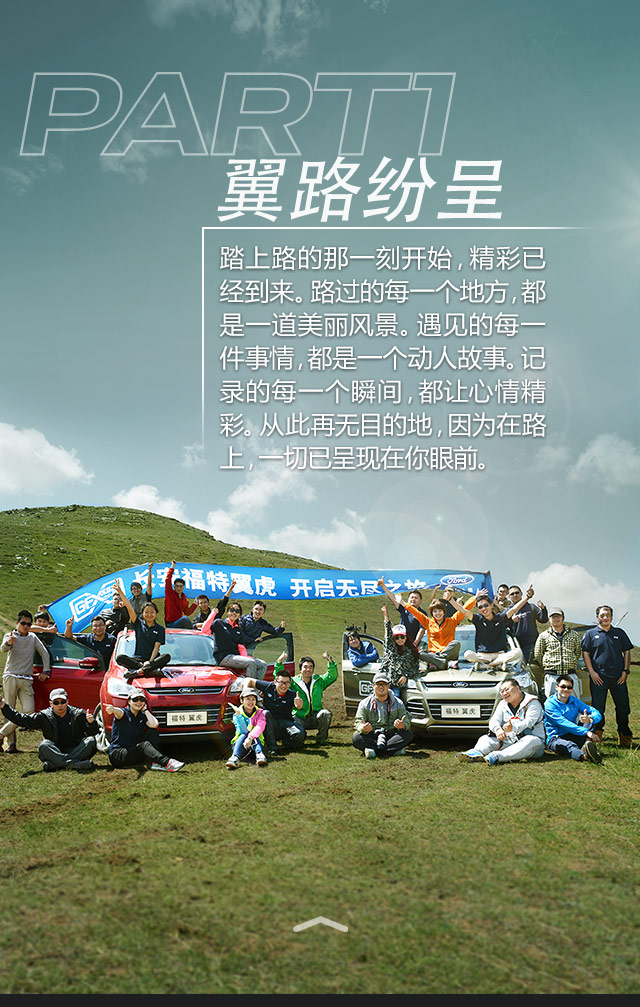 PART1
翼路纷呈
踏上路的那一刻开始，精彩已
经到来。路过的每一个地方，都
是一道美丽风景。遇见的每一
件事情，都是一个动人故事。记
录的每一个瞬间，都让心情精
彩。从此再无目的地，因为在路
上，一切已呈现在你眼前。
长安福特翼虎 开启无尽之旅 Ford
福特 翼虎
福特 翼虎